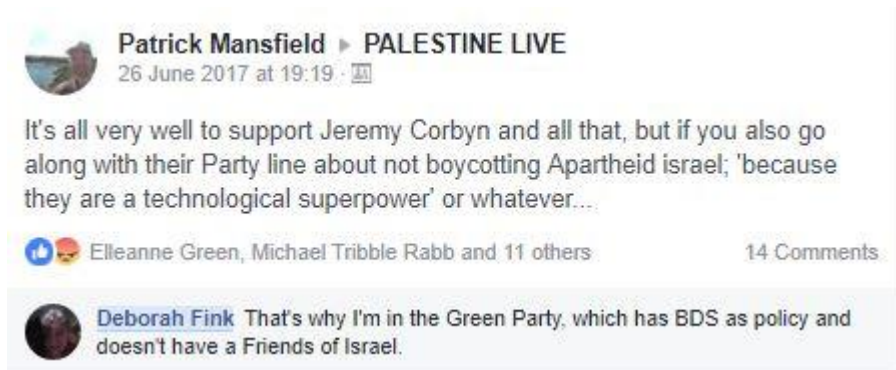 Patrick Mansfield ▸ PALESTINE LIVE
26 June 2017 at 19:19 ·
It's all very well to support Jeremy Corbyn and all that, but if you also go
along with their Party line about not boycotting Apartheid israel; 'because
they are a technological superpower' or whatever...
Elleanne Green, Michael Tribble Rabb and 11 others 14 Comments
Deborah Fink That's why I'm in the Green Party, which has BDS as policy and
doesn't have a Friends of Israel.